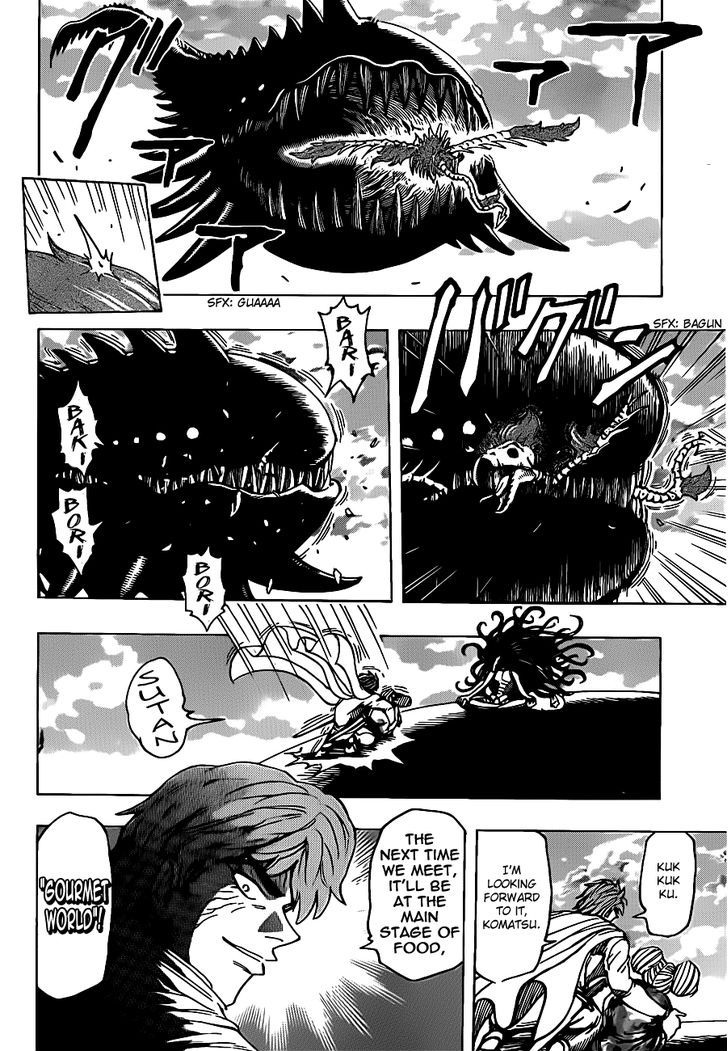 グアアアア
SFX: GUAAAA
バグン
SFX: BAGUN
BARI
BAKI
BORI
BORI
SUTAN
KUK
KUK
KU.
I'M
LOOKING
FORWARD
TO IT,
KOMATSU.
THE
NEXT TIME
WE MEET,
IT'LL BE
AT THE
MAIN
STAGE OF
FOOD,
"GOURMET
WORLD"!